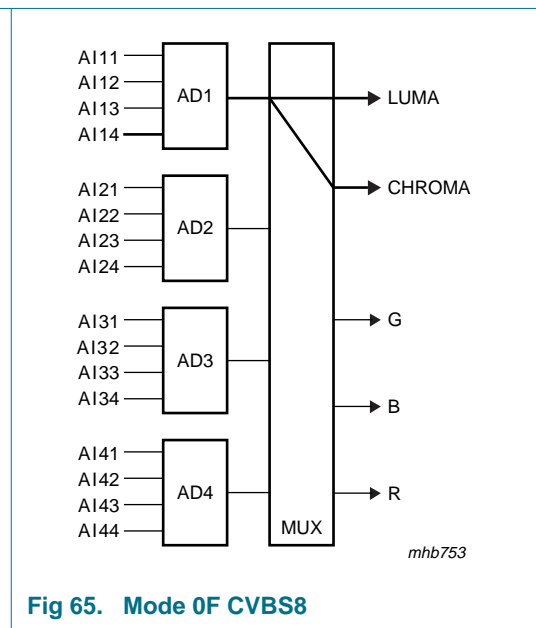 AI11
AI12
AI13
AI14
AD1
LUMA
CHROMA
AI21
AI22
AI23
AI24
AD2
AI31
AI32
AI33
AI34
AD3
G
B
AI41
AI42
AI43
AI44
AD4
R
MUX
mhb753
Fig 65. Mode 0F CVBS8